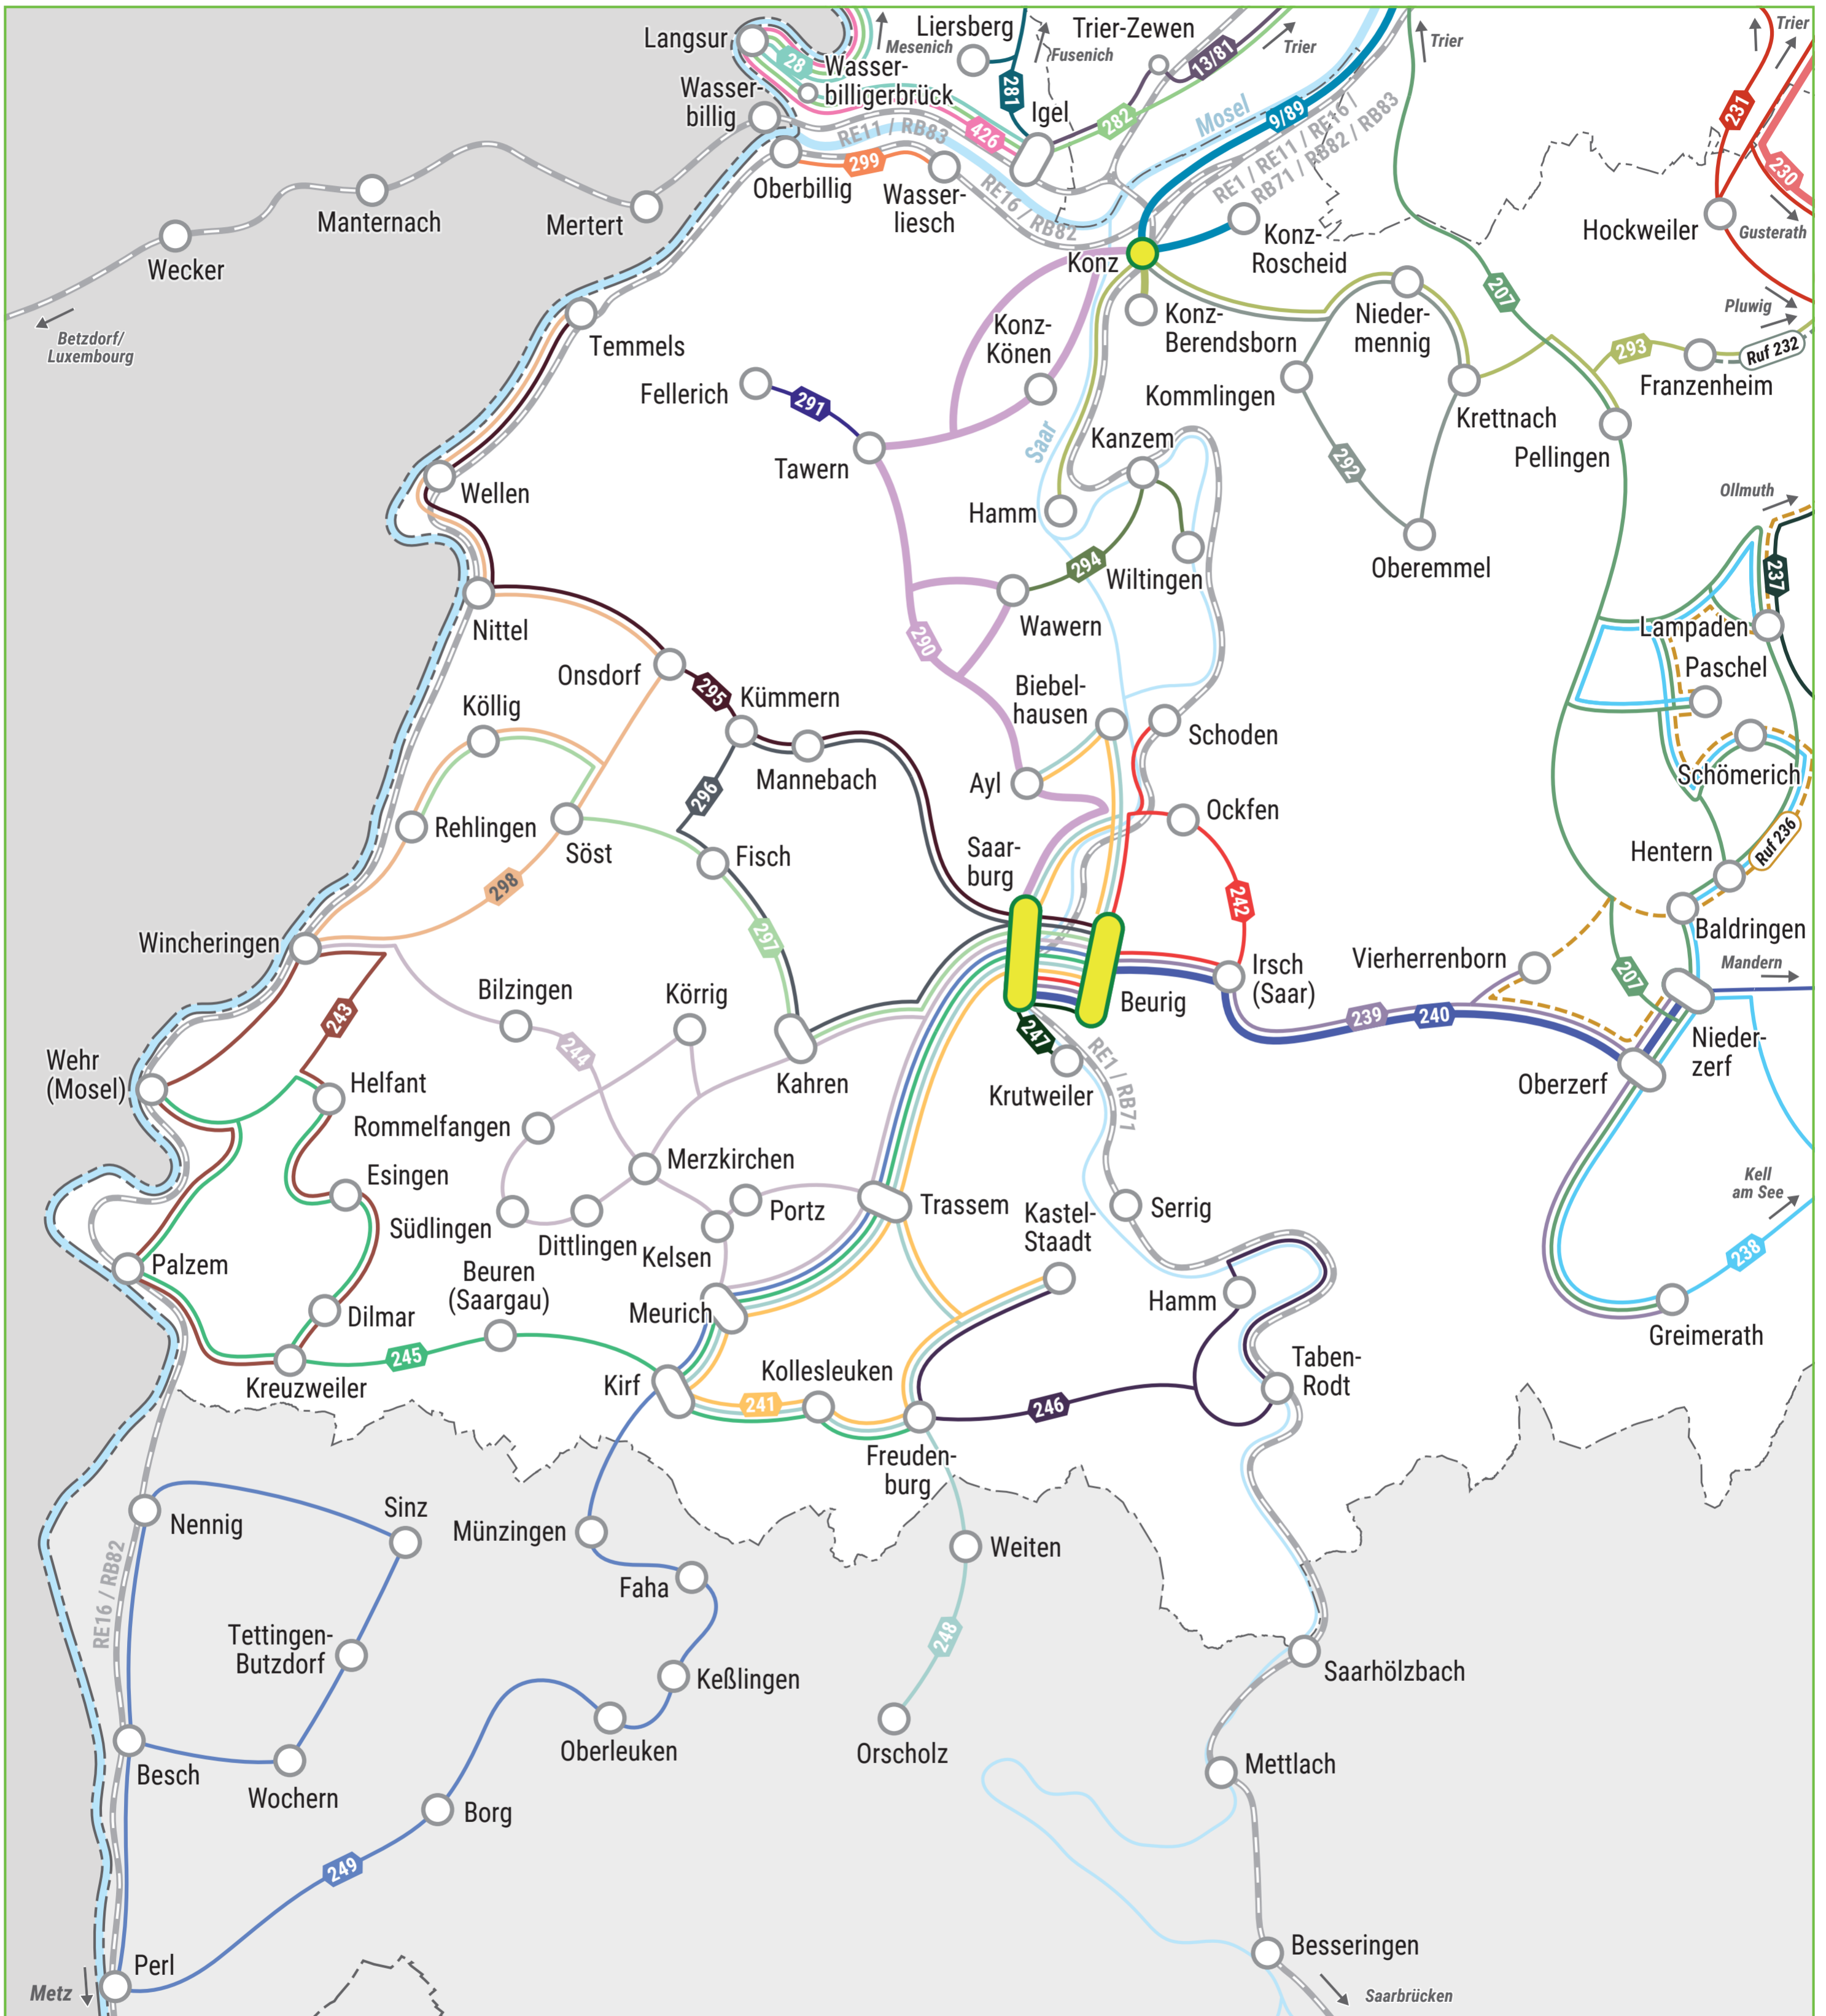 Langsur
Mesenich
Liersberg
Fusenich
Trier-Zewen
13/81
Trier
Trier
Trier
28
Wasser-
billigerbrück
Wasser-
billig
281
Igel
282
Mosel
9/89
231
RE11 / RB83
426
RE1 / RE11 / RE16 /
RB71 / RB82 / RB83
230
Oberbillig
299
Wasser-
liesch
RE16 / RB82
Manternach
Mertert
Wecker
Hockweiler
Gusterath
Konz
Konz-
Roscheid
207
Pluwig
Betzdorf/
Luxembourg
Temmels
Konz-
Könen
Konz-
Berendsborn
Nieder-
mennig
293
Ruf 232
Franzenheim
Fellerich
291
Kommlingen
Krettnach
Tawern
Saar
Kanzem
292
Pellingen
Wellen
Hamm
Ollmuth
294
Wiltingen
Oberemmel
237
Nittel
Wawern
Lampaden
290
Onsdorf
295
Kümmern
Biebel-
hausen
Paschel
Köllig
Schoden
Mannebach
Ayl
Schömerich
296
Ockfen
Rehlingen
Söst
Fisch
Saar-
burg
Hentern
Ruf 236
298
242
Wincheringen
297
Baldringen
Bilzingen
Körrig
Beurig
Irsch
(Saar)
Vierherrenborn
207
Mandern
243
239
240
247
Nieder-
zerf
244
Wehr
(Mosel)
Helfant
Kahren
Krutweiler
RE1 / RB71
Oberzerf
Rommelfangen
Merzkirchen
Esingen
Kell
am See
Südlingen
Dittlingen
Portz
Trassem
Kastel-
Staadt
Serrig
Kelsen
238
Palzem
Beuren
(Saargau)
Meurich
Hamm
Dilmar
Greimerath
245
Kollesleuken
Taben-
Rodt
Kreuzweiler
Kirf
241
246
Freuden-
burg
Nennig
Sinz
Münzingen
Weiten
RE16 / RB82
Faha
Tettingen-
Butzdorf
248
Keßlingen
Saarhölzbach
Oberleuken
Orscholz
Besch
Wochern
Mettlach
Borg
249
Besseringen
Perl
Metz
Saarbrücken